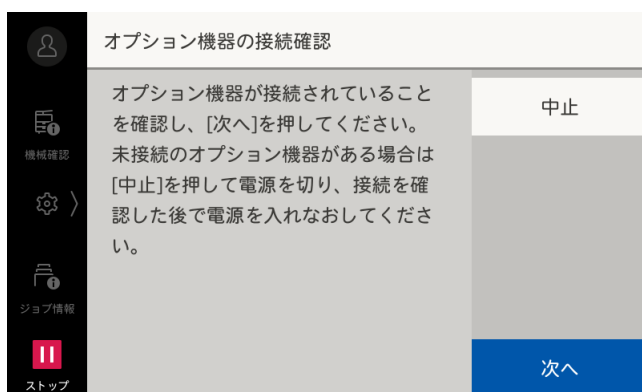 オプション機器の接続確認
オプション機器が接続されていること
を確認し、[次へ]を押してください。
未接続のオプション機器がある場合は
[中止]を押して電源を切り、接続を確
認した後で電源を入れなおしてくださ
い。
中止
次へ
機械確認
ジョブ情報
ストップ